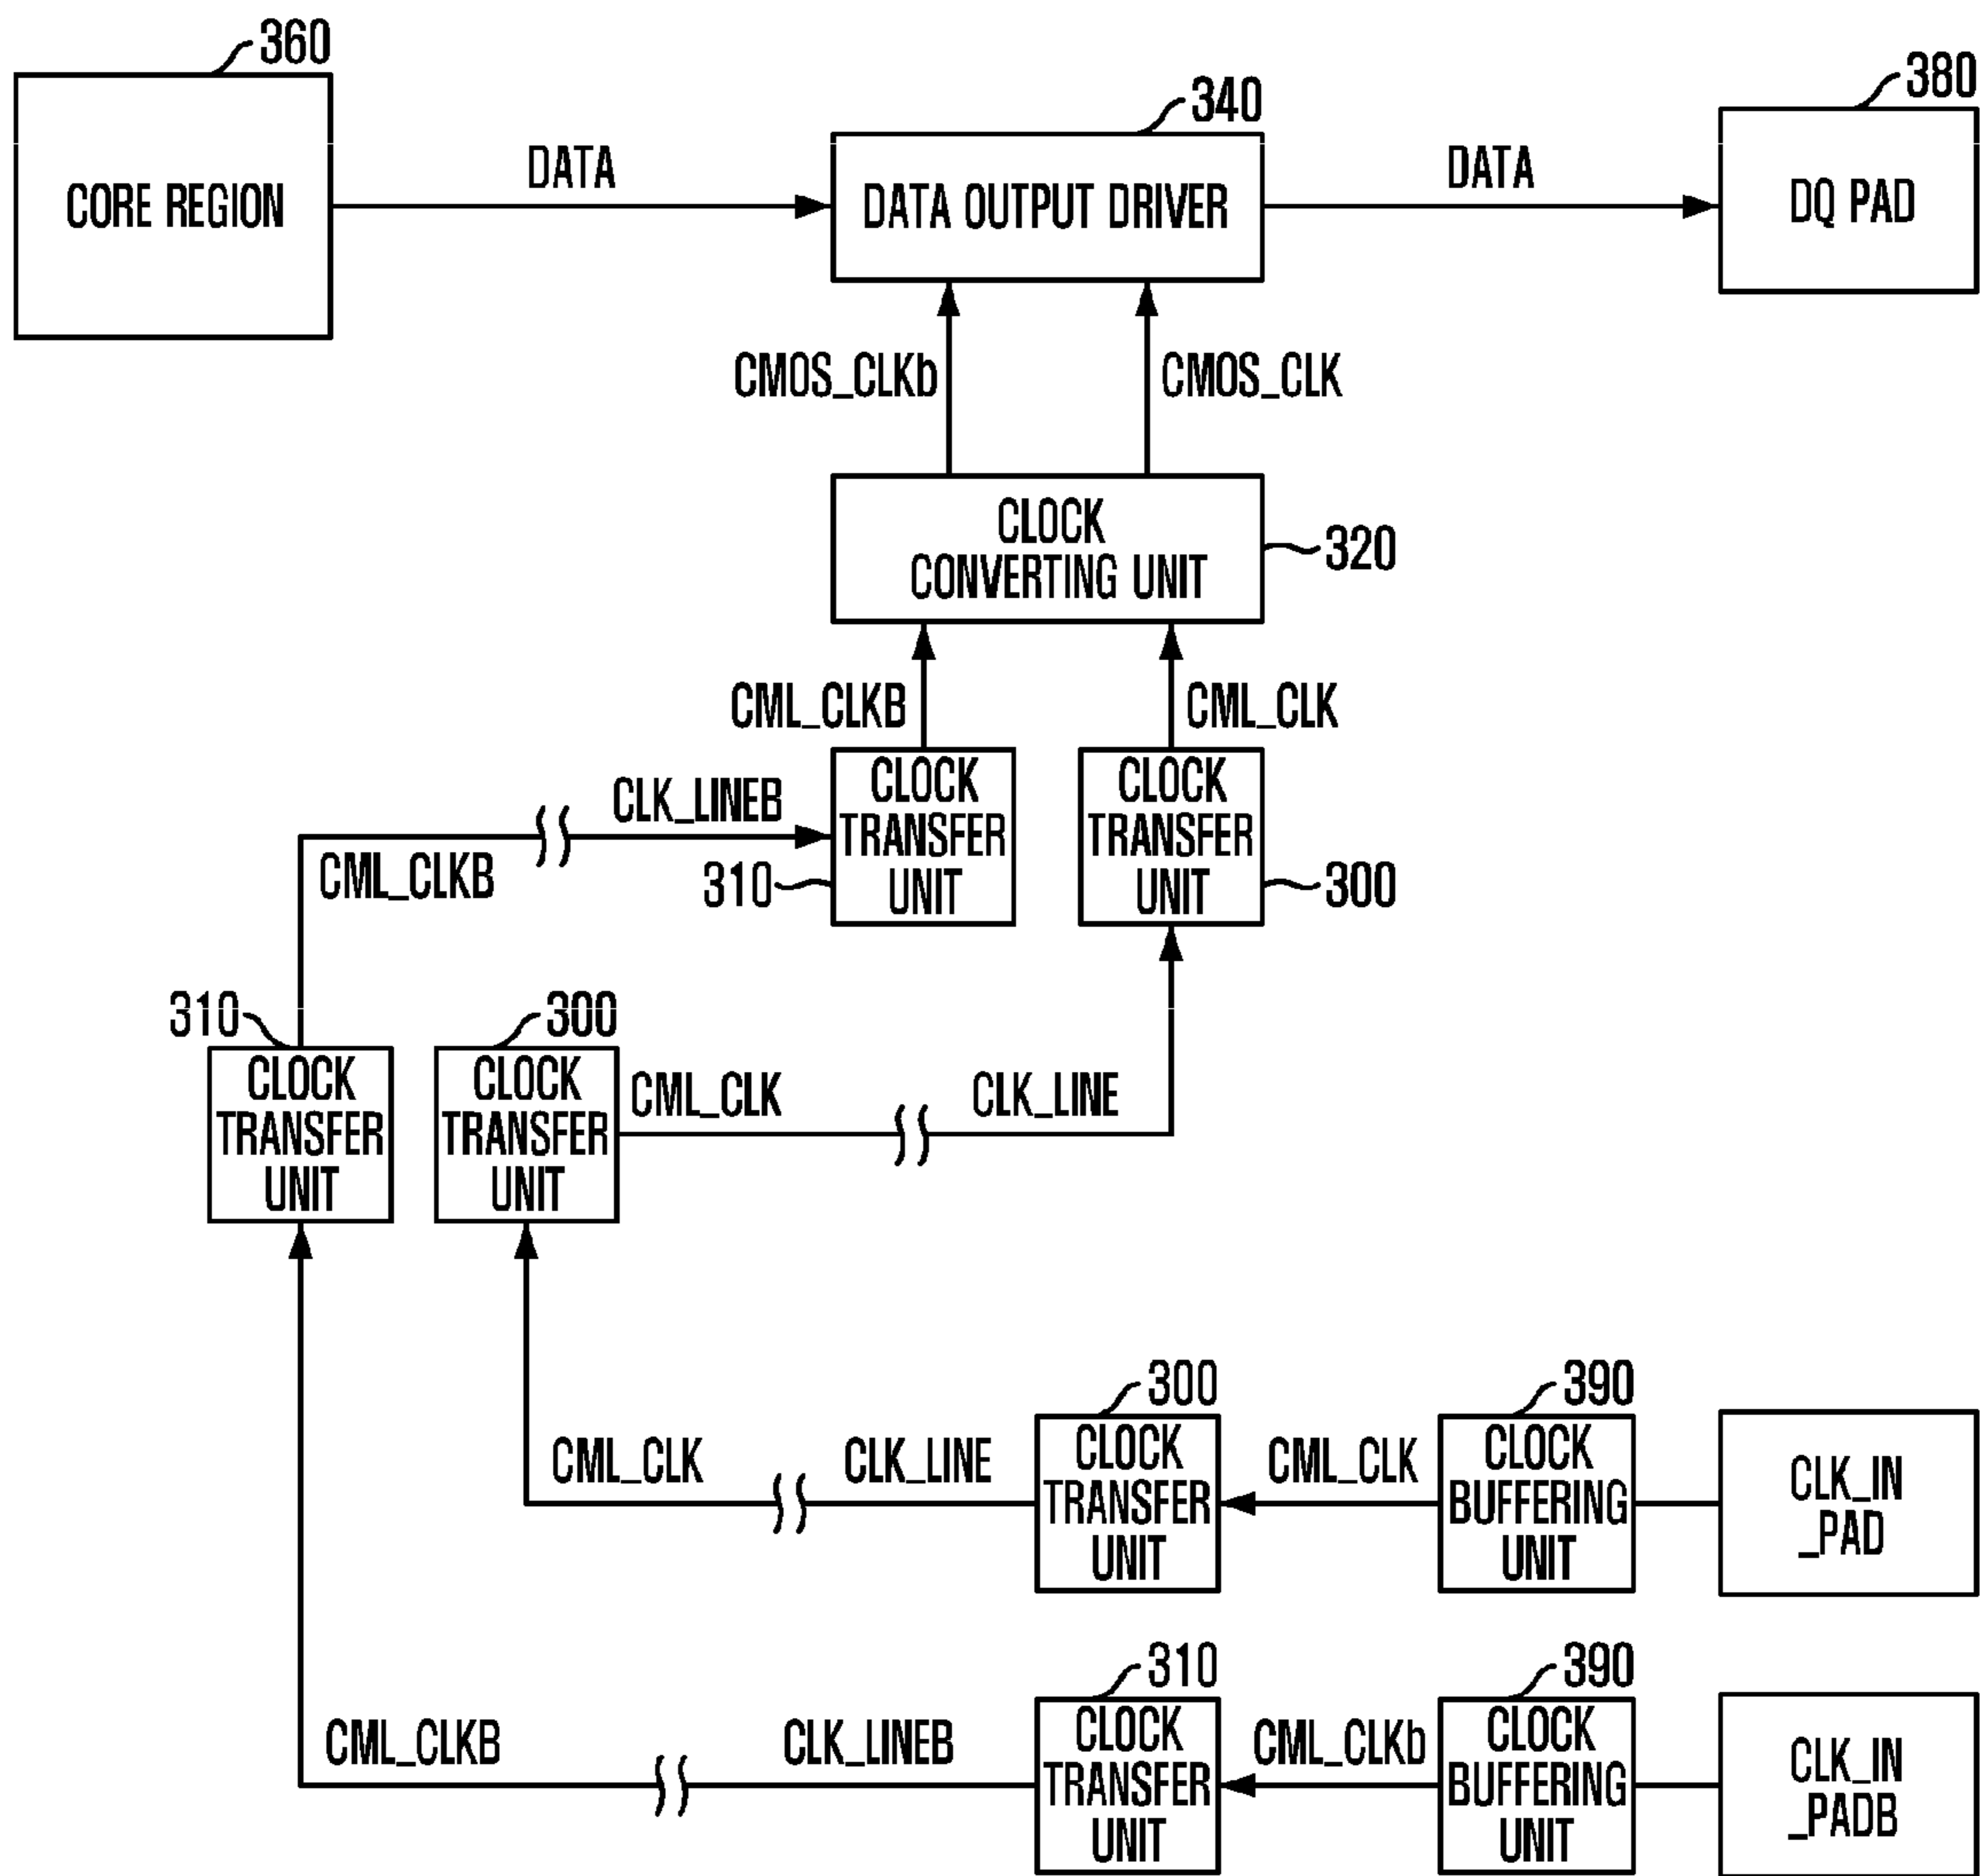 360
380
340
DATA
DATA
CORE REGION
DATA OUTPUT DRIVER
DQ PAD
CMOS_CLKb
CMOS_CLK
CLOCK
CONVERTING UNIT
320
CML_CLKB
CML_CLK
CLK_LINEB
CLOCK
TRANSFER
UNIT
CLOCK
TRANSFER
UNIT
CML_CLKB
310
300
310
300
CLOCK
TRANSFER
UNIT
CLOCK
TRANSFER
UNIT
CML_CLK
CLK_LINE
300
390
CML_CLK
CLK_LINE
CLOCK
TRANSFER
UNIT
CML_CLK
CLOCK
BUFFERING
UNIT
CLK_IN
_PAD
310
390
CML_CLKB
CLK_LINEB
CLOCK
TRANSFER
UNIT
CML_CLKb
CLOCK
BUFFERING
UNIT
CLK_IN
_PADB